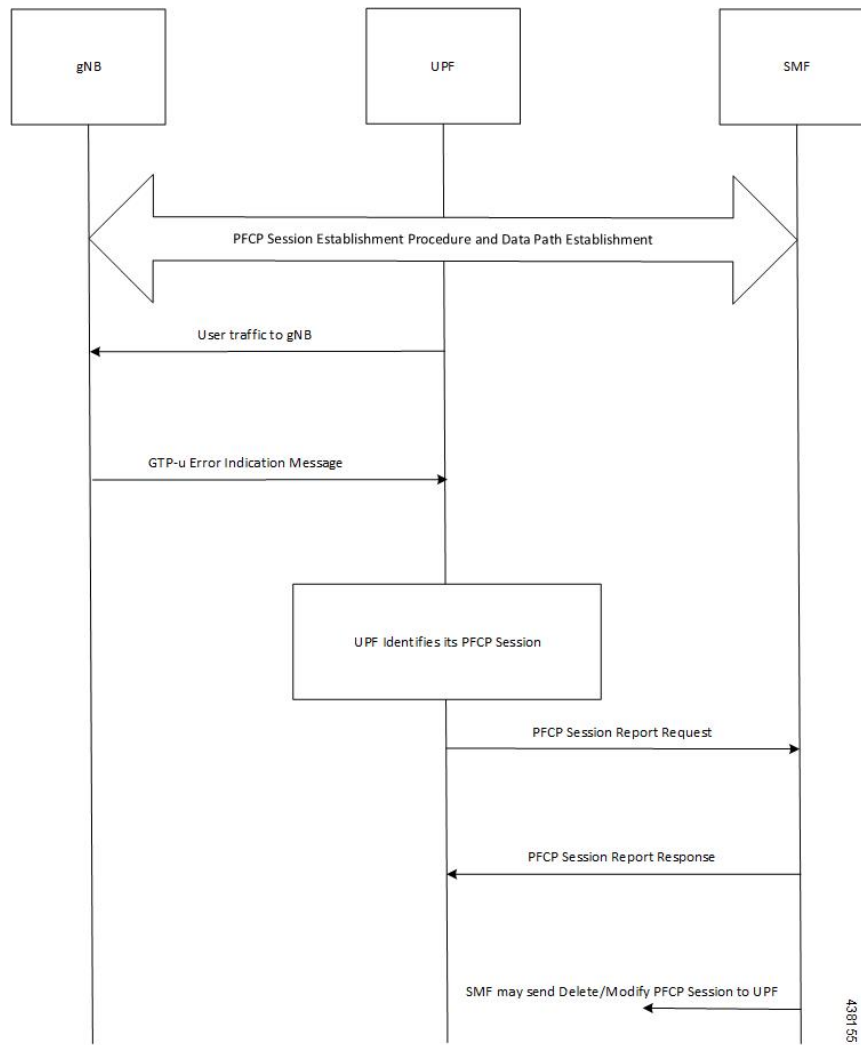 gNB
UPF
SMF
PFCP Session Establishment Procedure and Data Path Establishment
User traffic to gNB
GTP-u Error Indication Message
UPF Identifies its PFCP Session
PFCP Session Report Request
PFCP Session Report Response
SMF may send Delete/Modify PFCP Session to UPF
438155